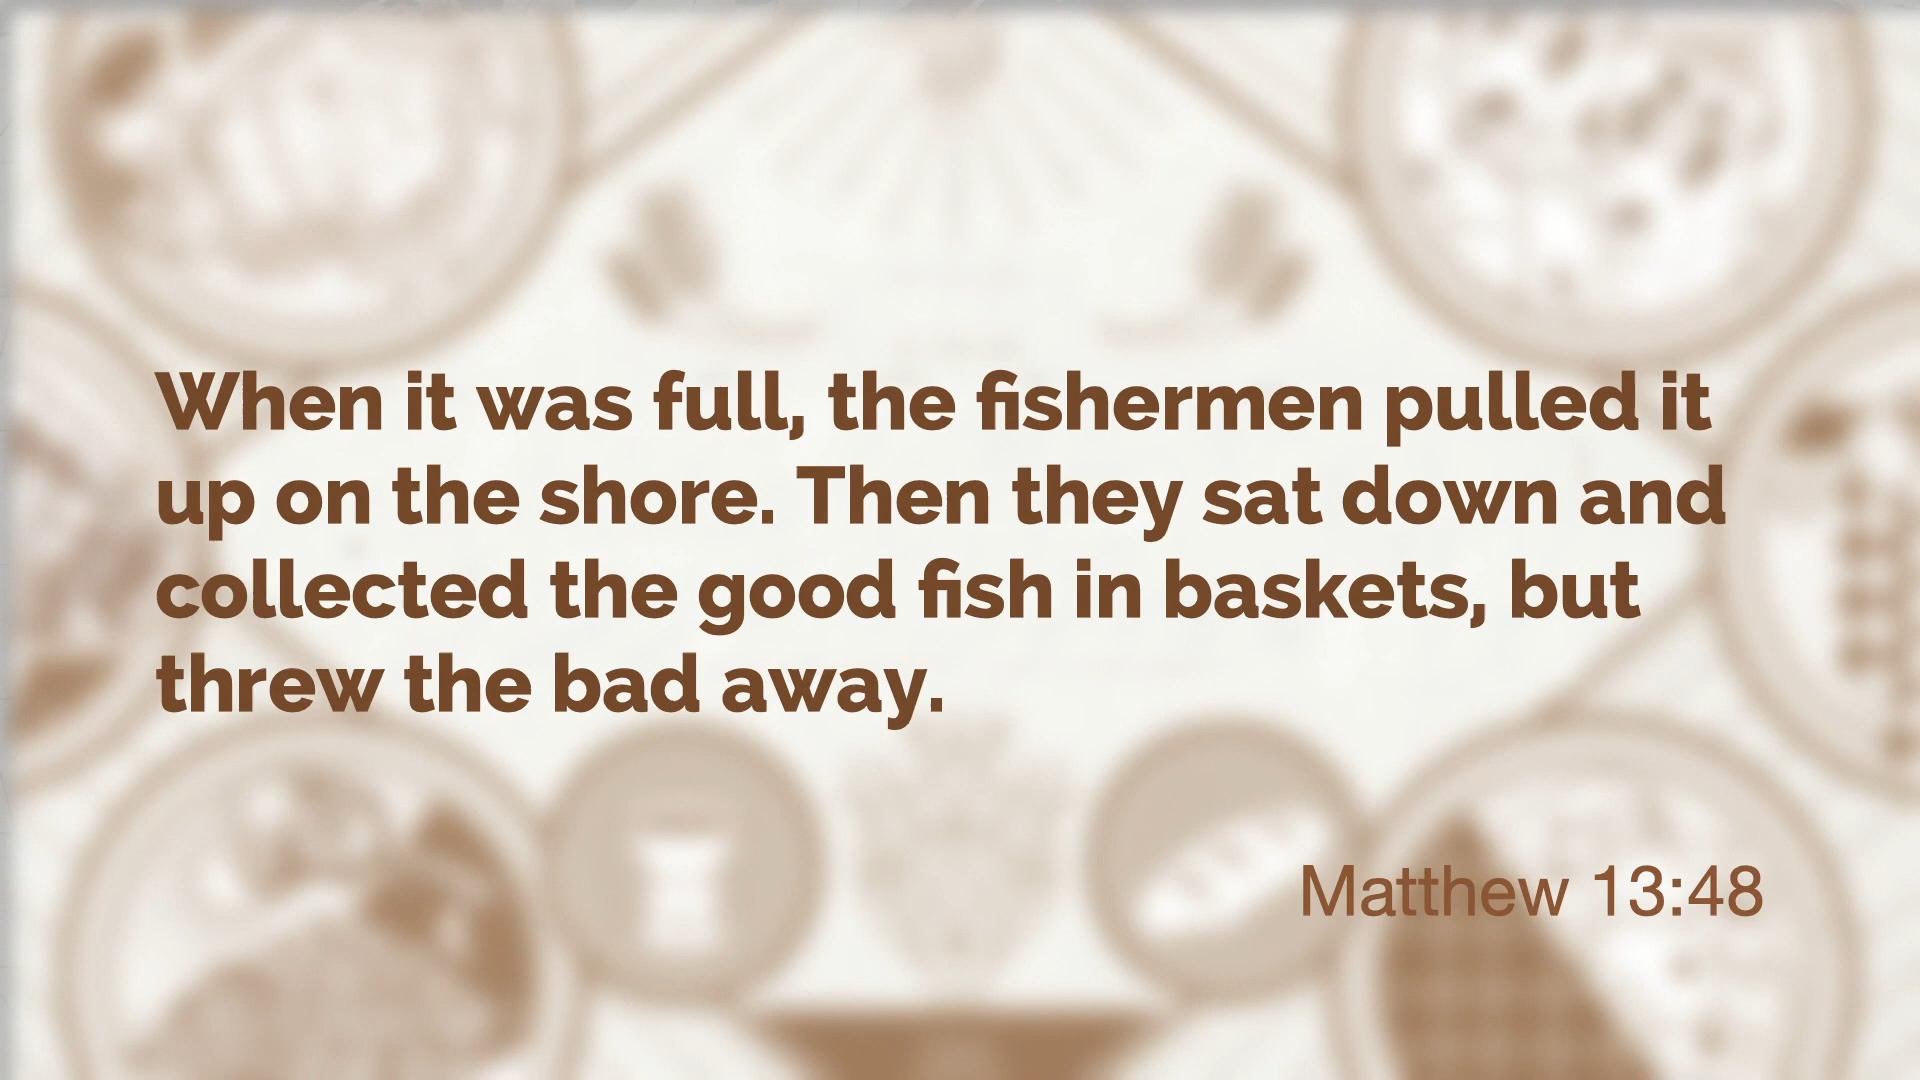 When it was full, the fishermen pulled it
up on the shore. Then they sat down and
collected the good fish in baskets, but
threw the bad away.
Matthew 13:48